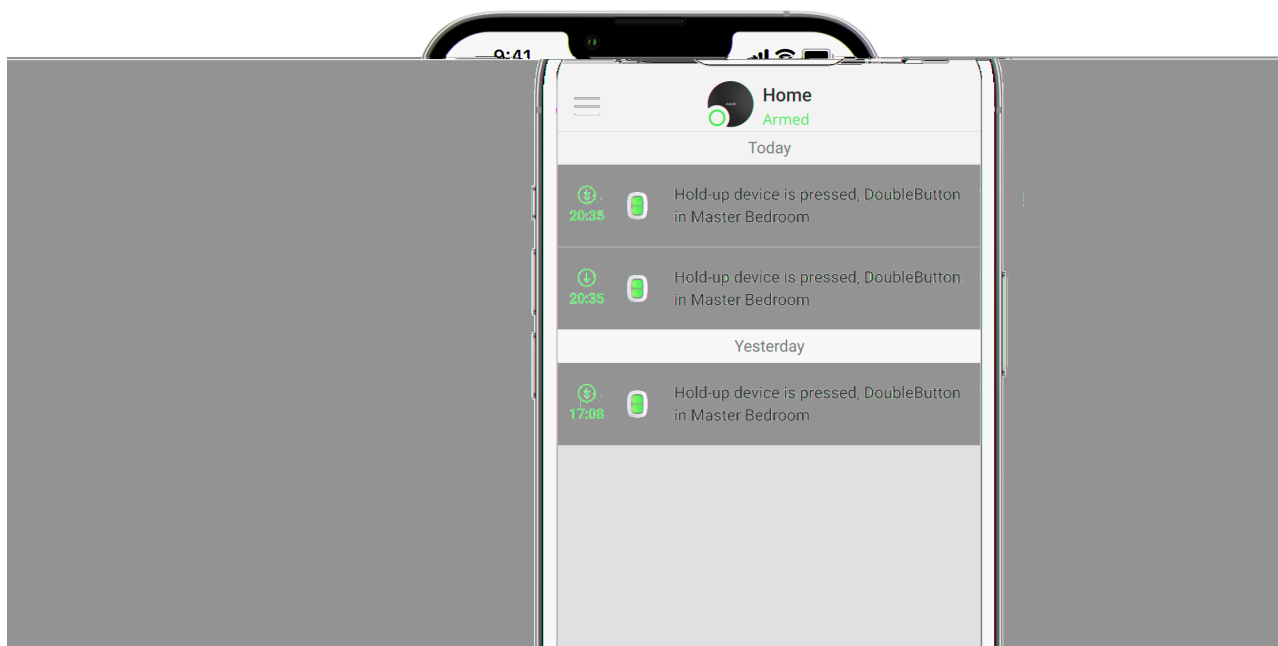 9:41
Home
Armed
Today
20:35
Hold-up device is pressed, DoubleButton
in Master Bedroom
20:35
Hold-up device is pressed, DoubleButton
in Master Bedroom
Yesterday
17:08
Hold-up device is pressed, DoubleButton
in Master Bedroom